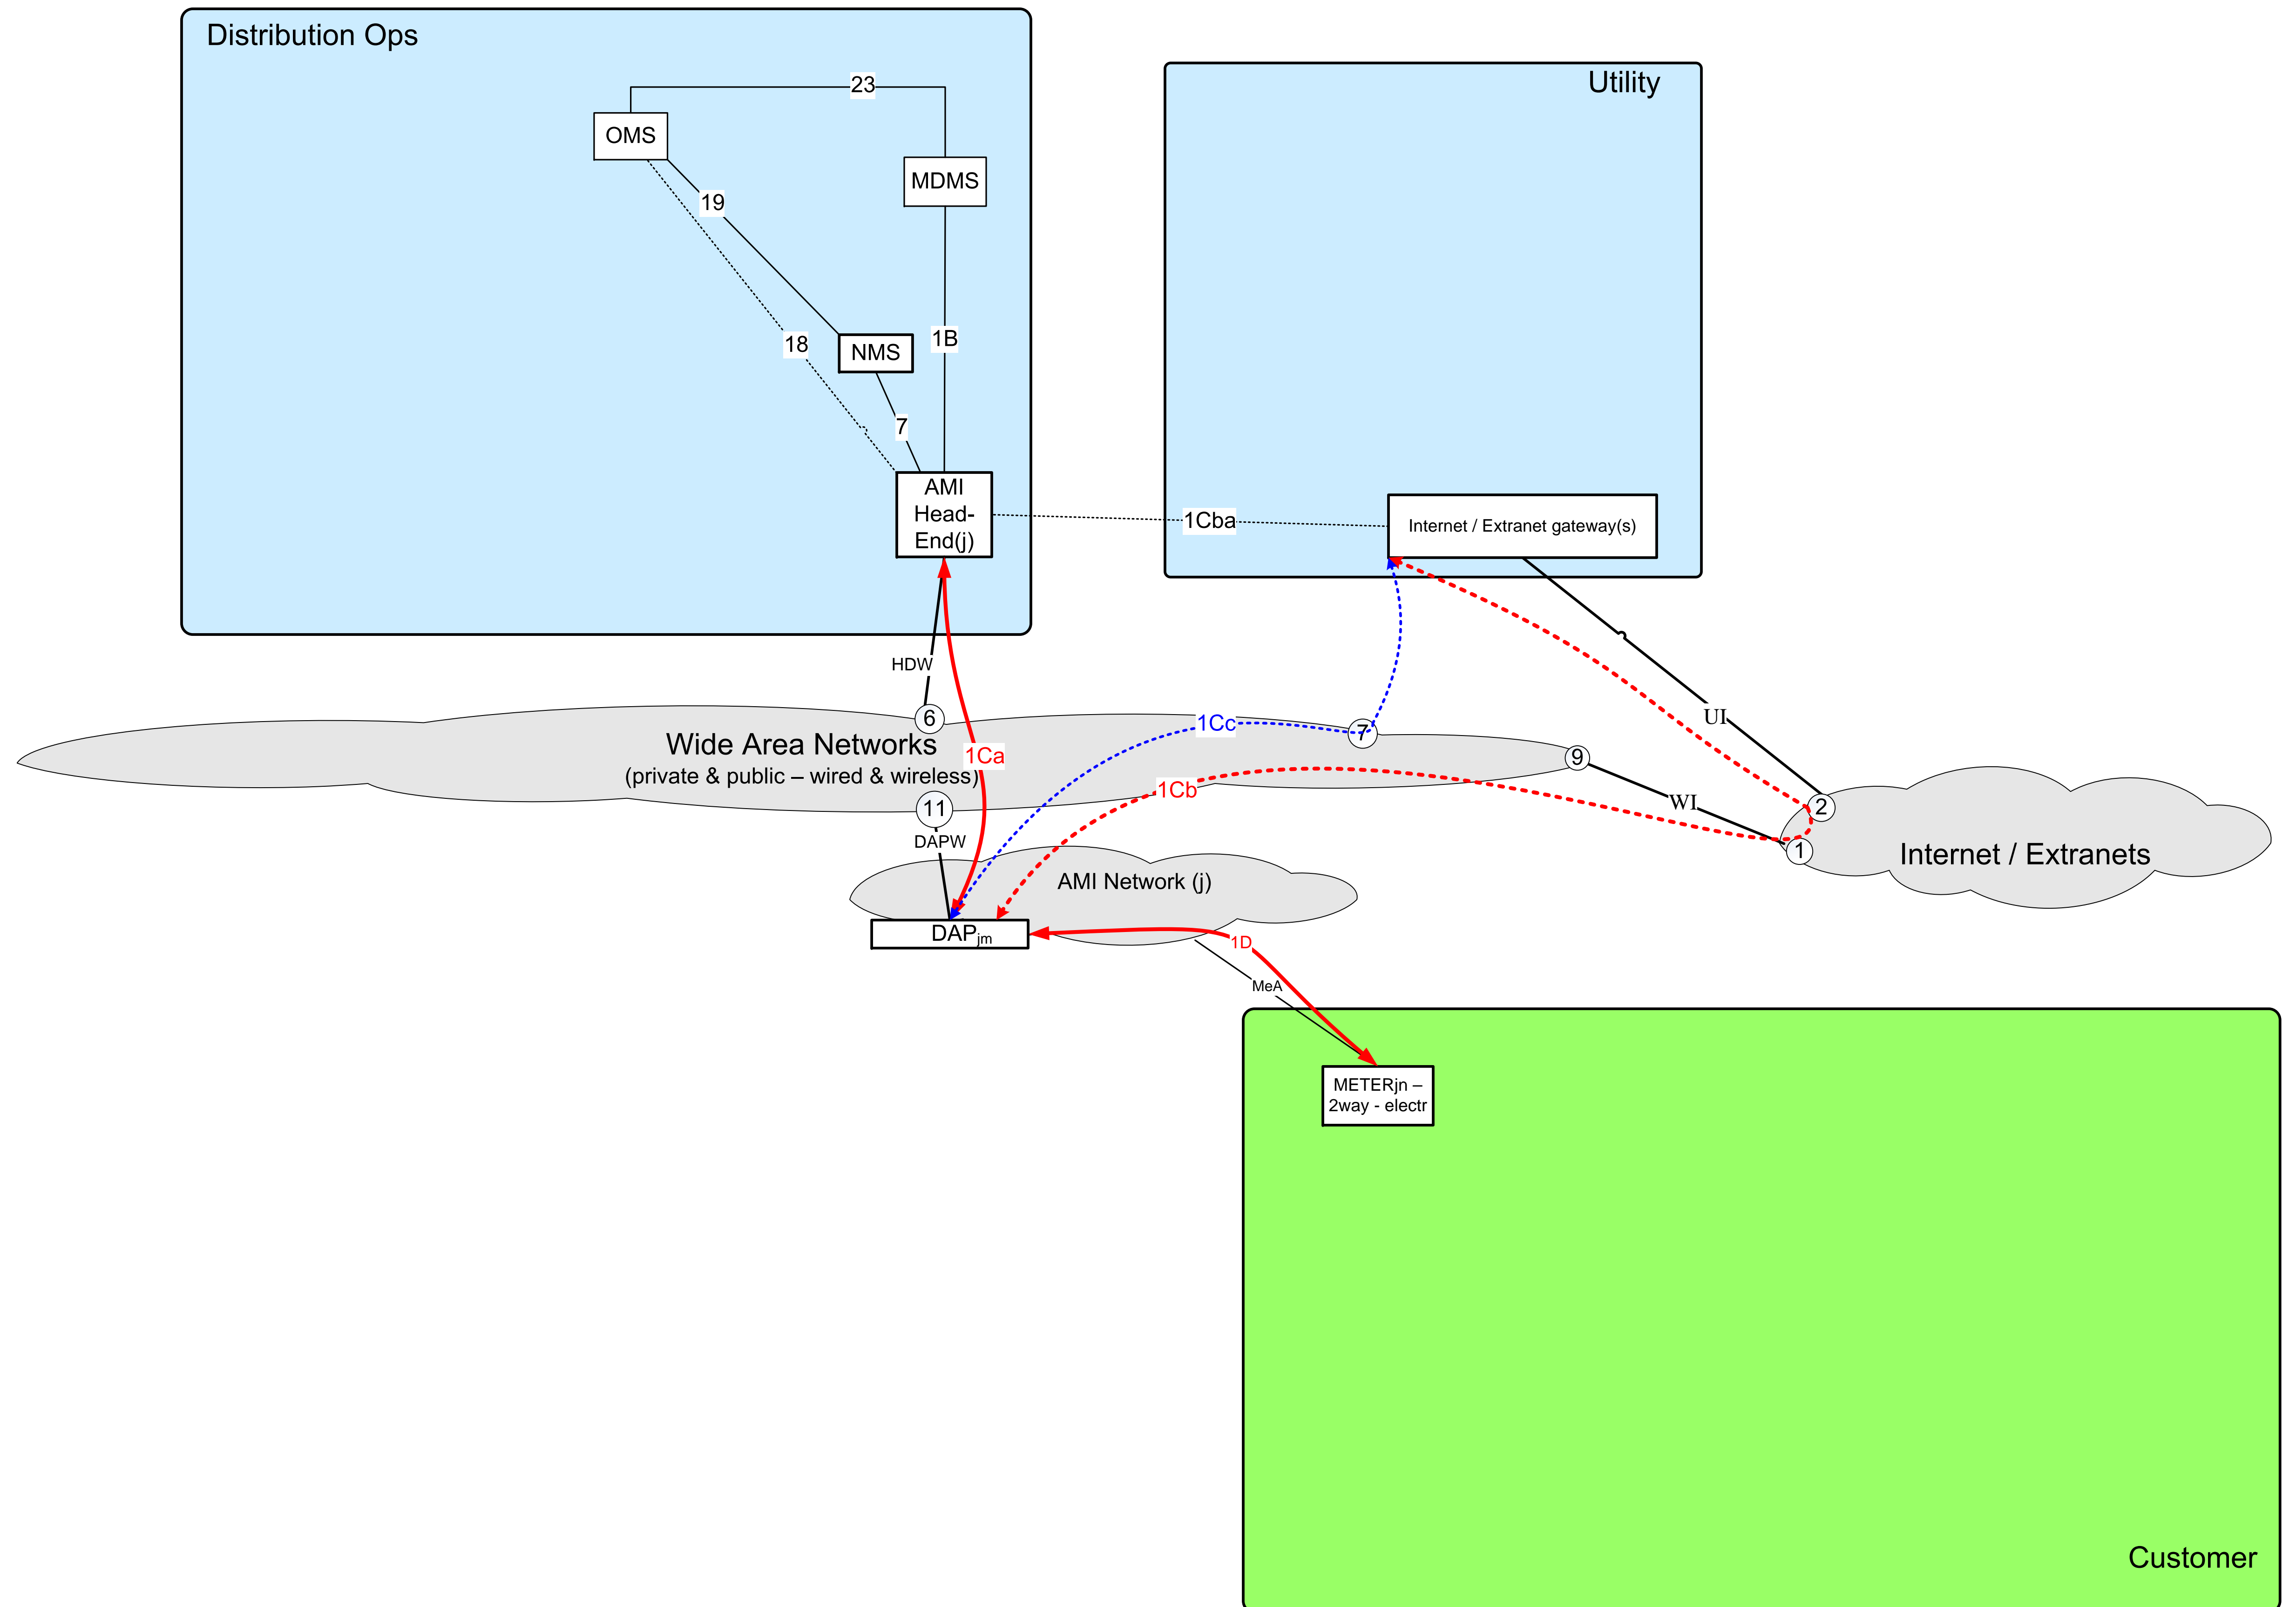 Distribution Ops
Utility
23
OMS
MDMS
19
18
NMS
1B
7
AMI
Head-
End(j)
1Cba
Internet / Extranet gateway(s)
HDW
6
1Cc
7
UI
Wide Area Networks
(private & public – wired & wireless)
1Ca
9
1Cb
WI
2
11
DAPW
1
Internet / Extranets
AMI Network (j)
DAPjm
1D
MeA
METERjn –
2way - electr
Customer